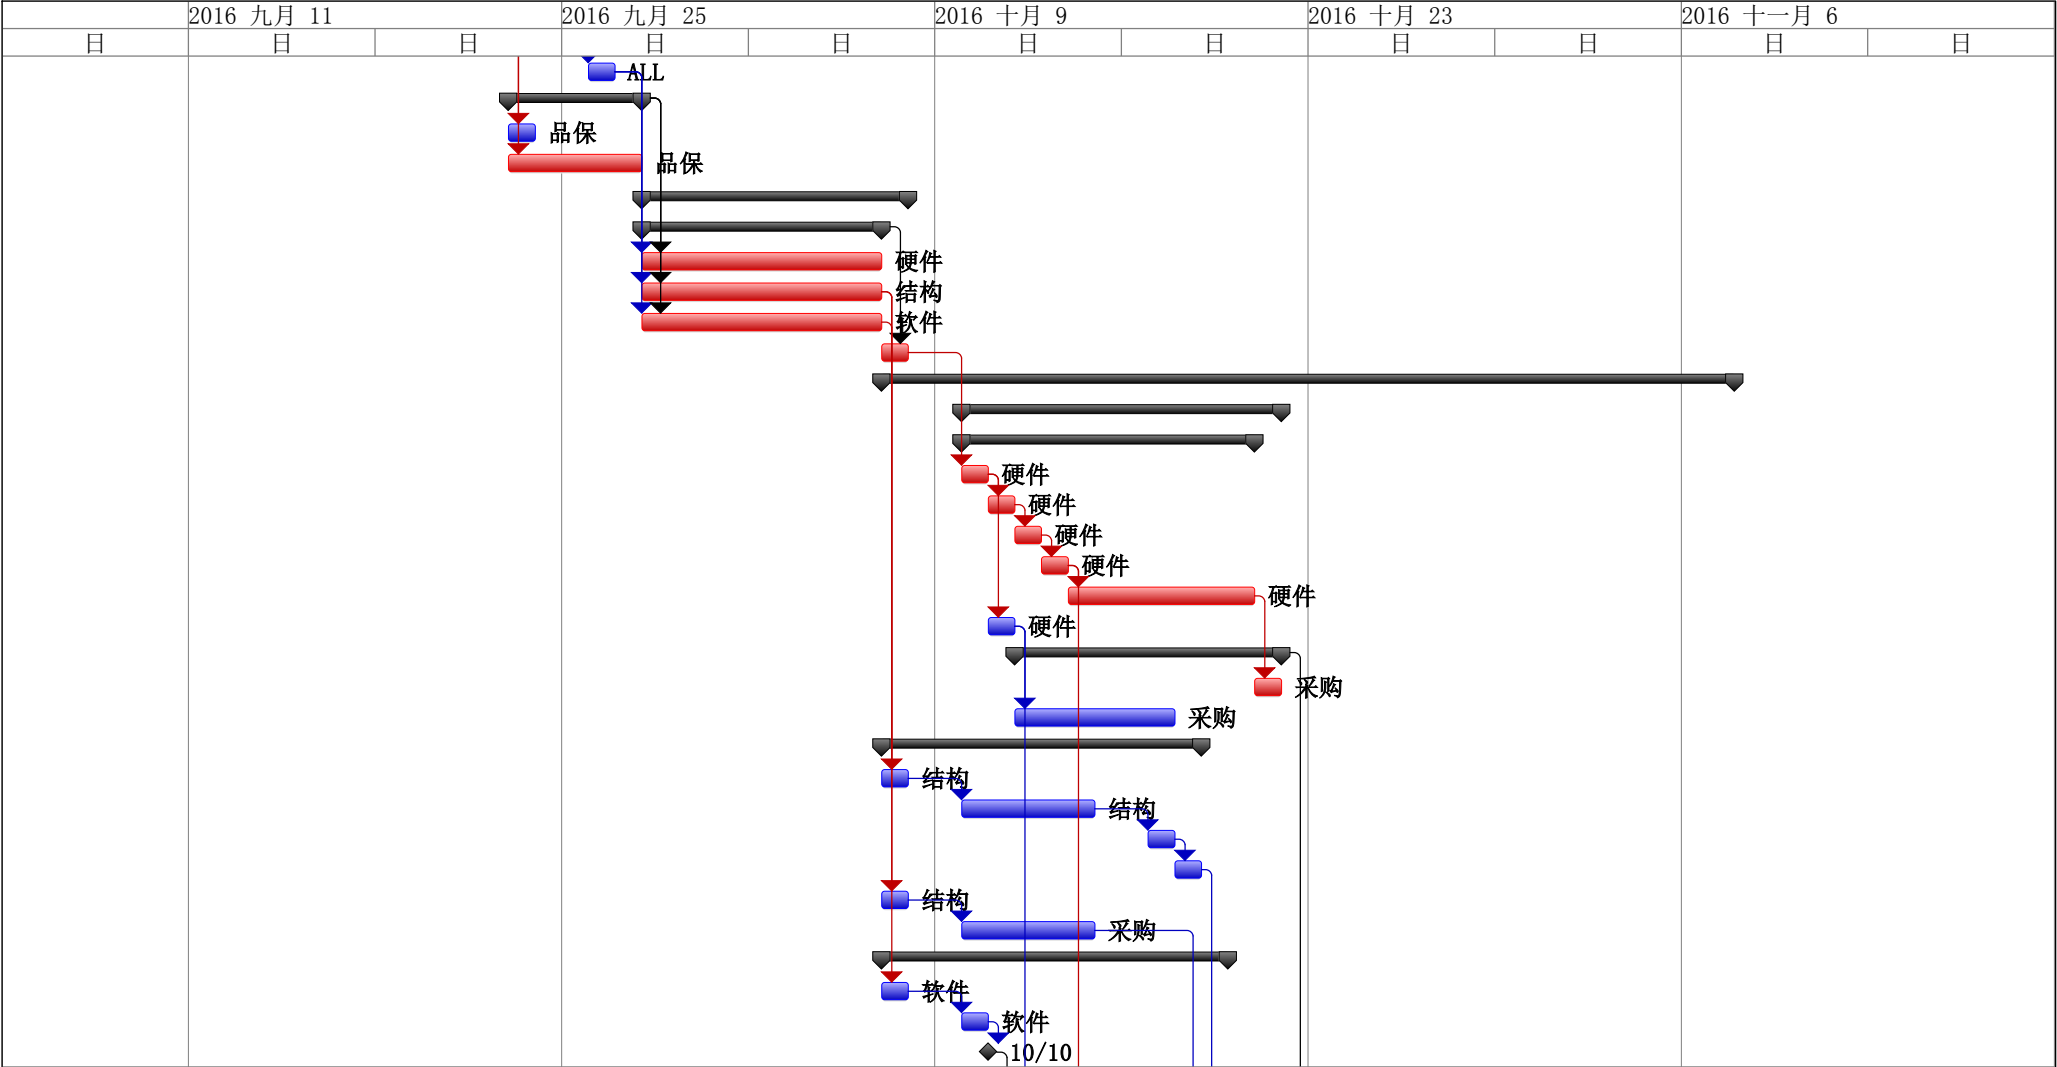 2016 九月 11 2016 九月 25 2016 十月 9 2016 十月 23 2016 十一月 6
日 日 日 日 日 日 日 日 日 日 日
ALL
品保
品保
硬件
结构
软件
硬件
硬件
硬件
硬件
硬件
硬件
采购
采购
结构
结构
结构
采购
软件
软件
10/10